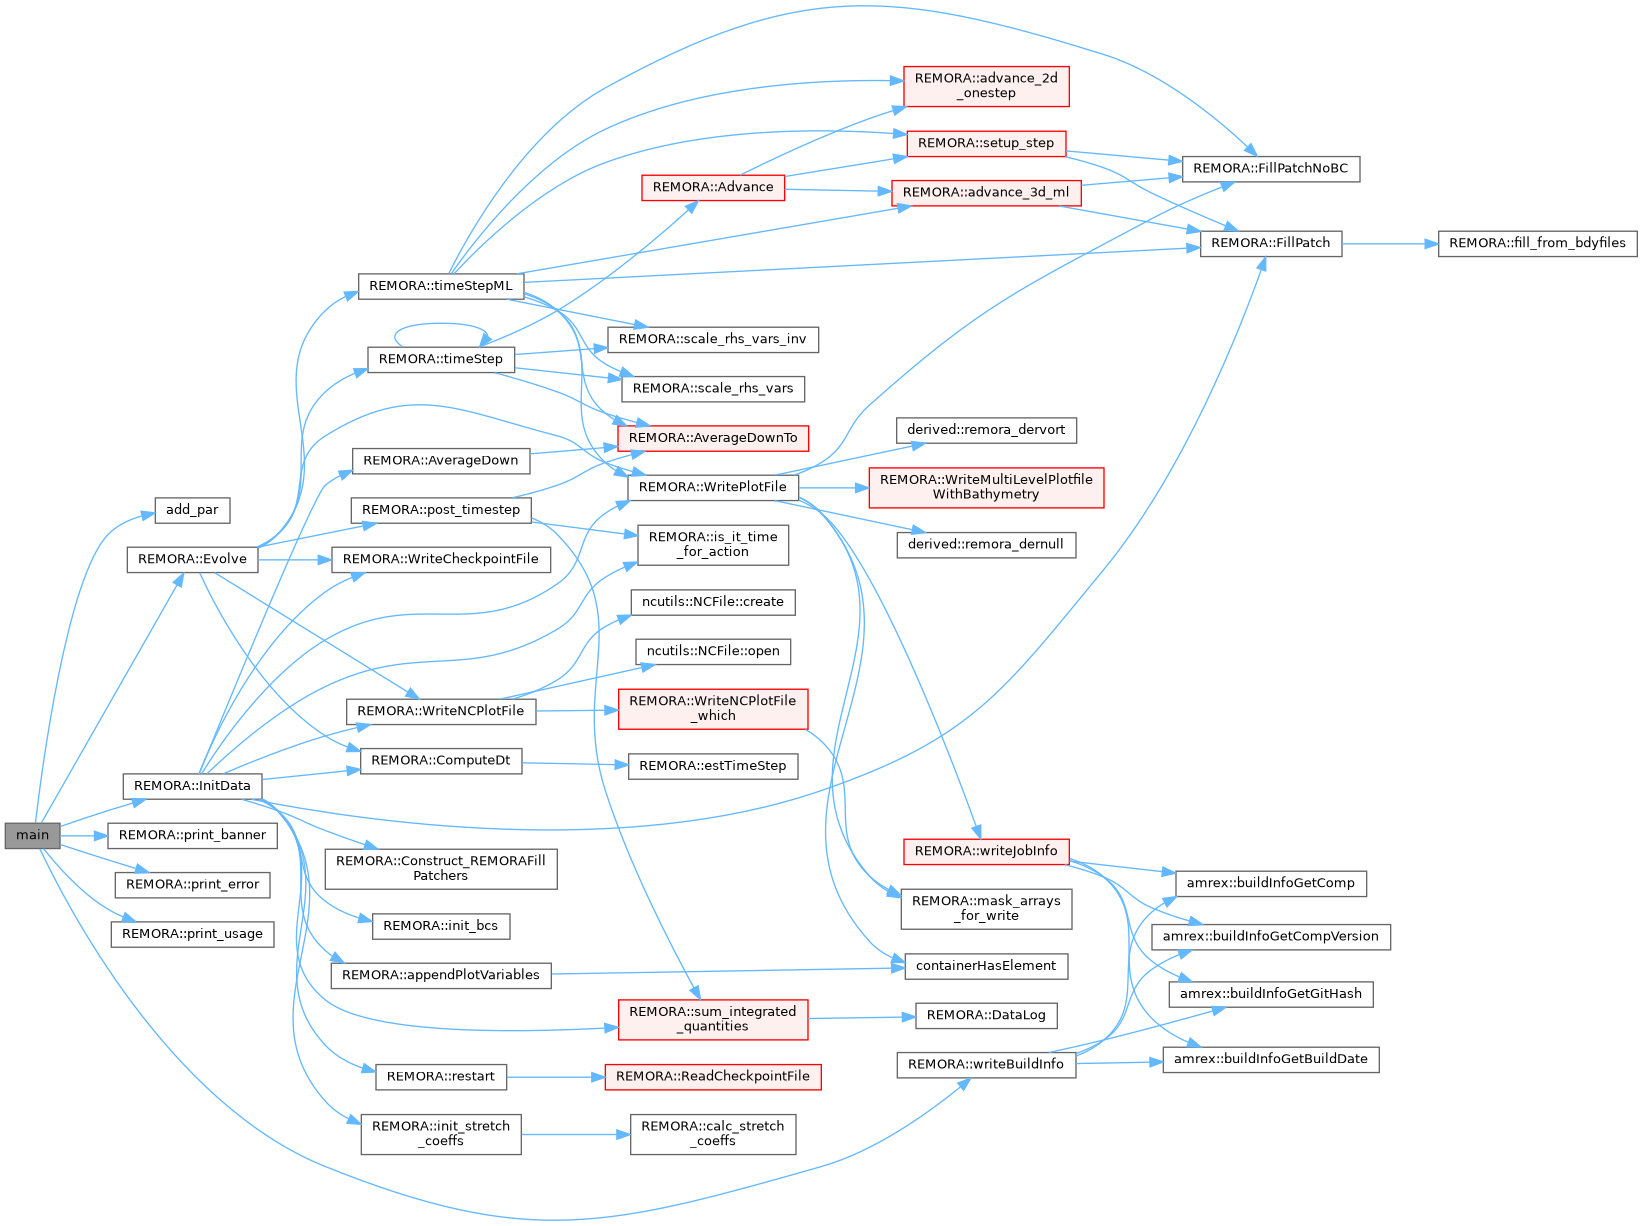 main
add_par
REMORA::Evolve
REMORA::InitData
REMORA::print_banner
REMORA::print_error
REMORA::print_usage
REMORA::timeStepML
REMORA::timeStep
REMORA::AverageDown
REMORA::post_timestep
REMORA::WriteCheckpointFile
REMORA::WriteNCPlotFile
REMORA::ComputeDt
REMORA::Construct_REMORAFill
Patchers
REMORA::init_bcs
REMORA::appendPlotVariables
REMORA::restart
REMORA::init_stretch
_coeffs
REMORA::Advance
REMORA::scale_rhs_vars_inv
REMORA::scale_rhs_vars
REMORA::AverageDownTo
REMORA::WritePlotFile
REMORA::is_it_time
_for_action
ncutils::NCFile::create
ncutils::NCFile::open
REMORA::WriteNCPlotFile
_which
REMORA::estTimeStep
REMORA::sum_integrated
_quantities
REMORA::ReadCheckpointFile
REMORA::calc_stretch
_coeffs
REMORA::advance_2d
_onestep
REMORA::setup_step
REMORA::advance_3d_ml
derived::remora_dervort
REMORA::WriteMultiLevelPlotfile
WithBathymetry
derived::remora_dernull
REMORA::writeJobInfo
REMORA::mask_arrays
_for_write
containerHasElement
REMORA::DataLog
REMORA::writeBuildInfo
REMORA::FillPatchNoBC
REMORA::FillPatch
amrex::buildInfoGetComp
amrex::buildInfoGetCompVersion
amrex::buildInfoGetGitHash
amrex::buildInfoGetBuildDate
REMORA::fill_from_bdyfiles